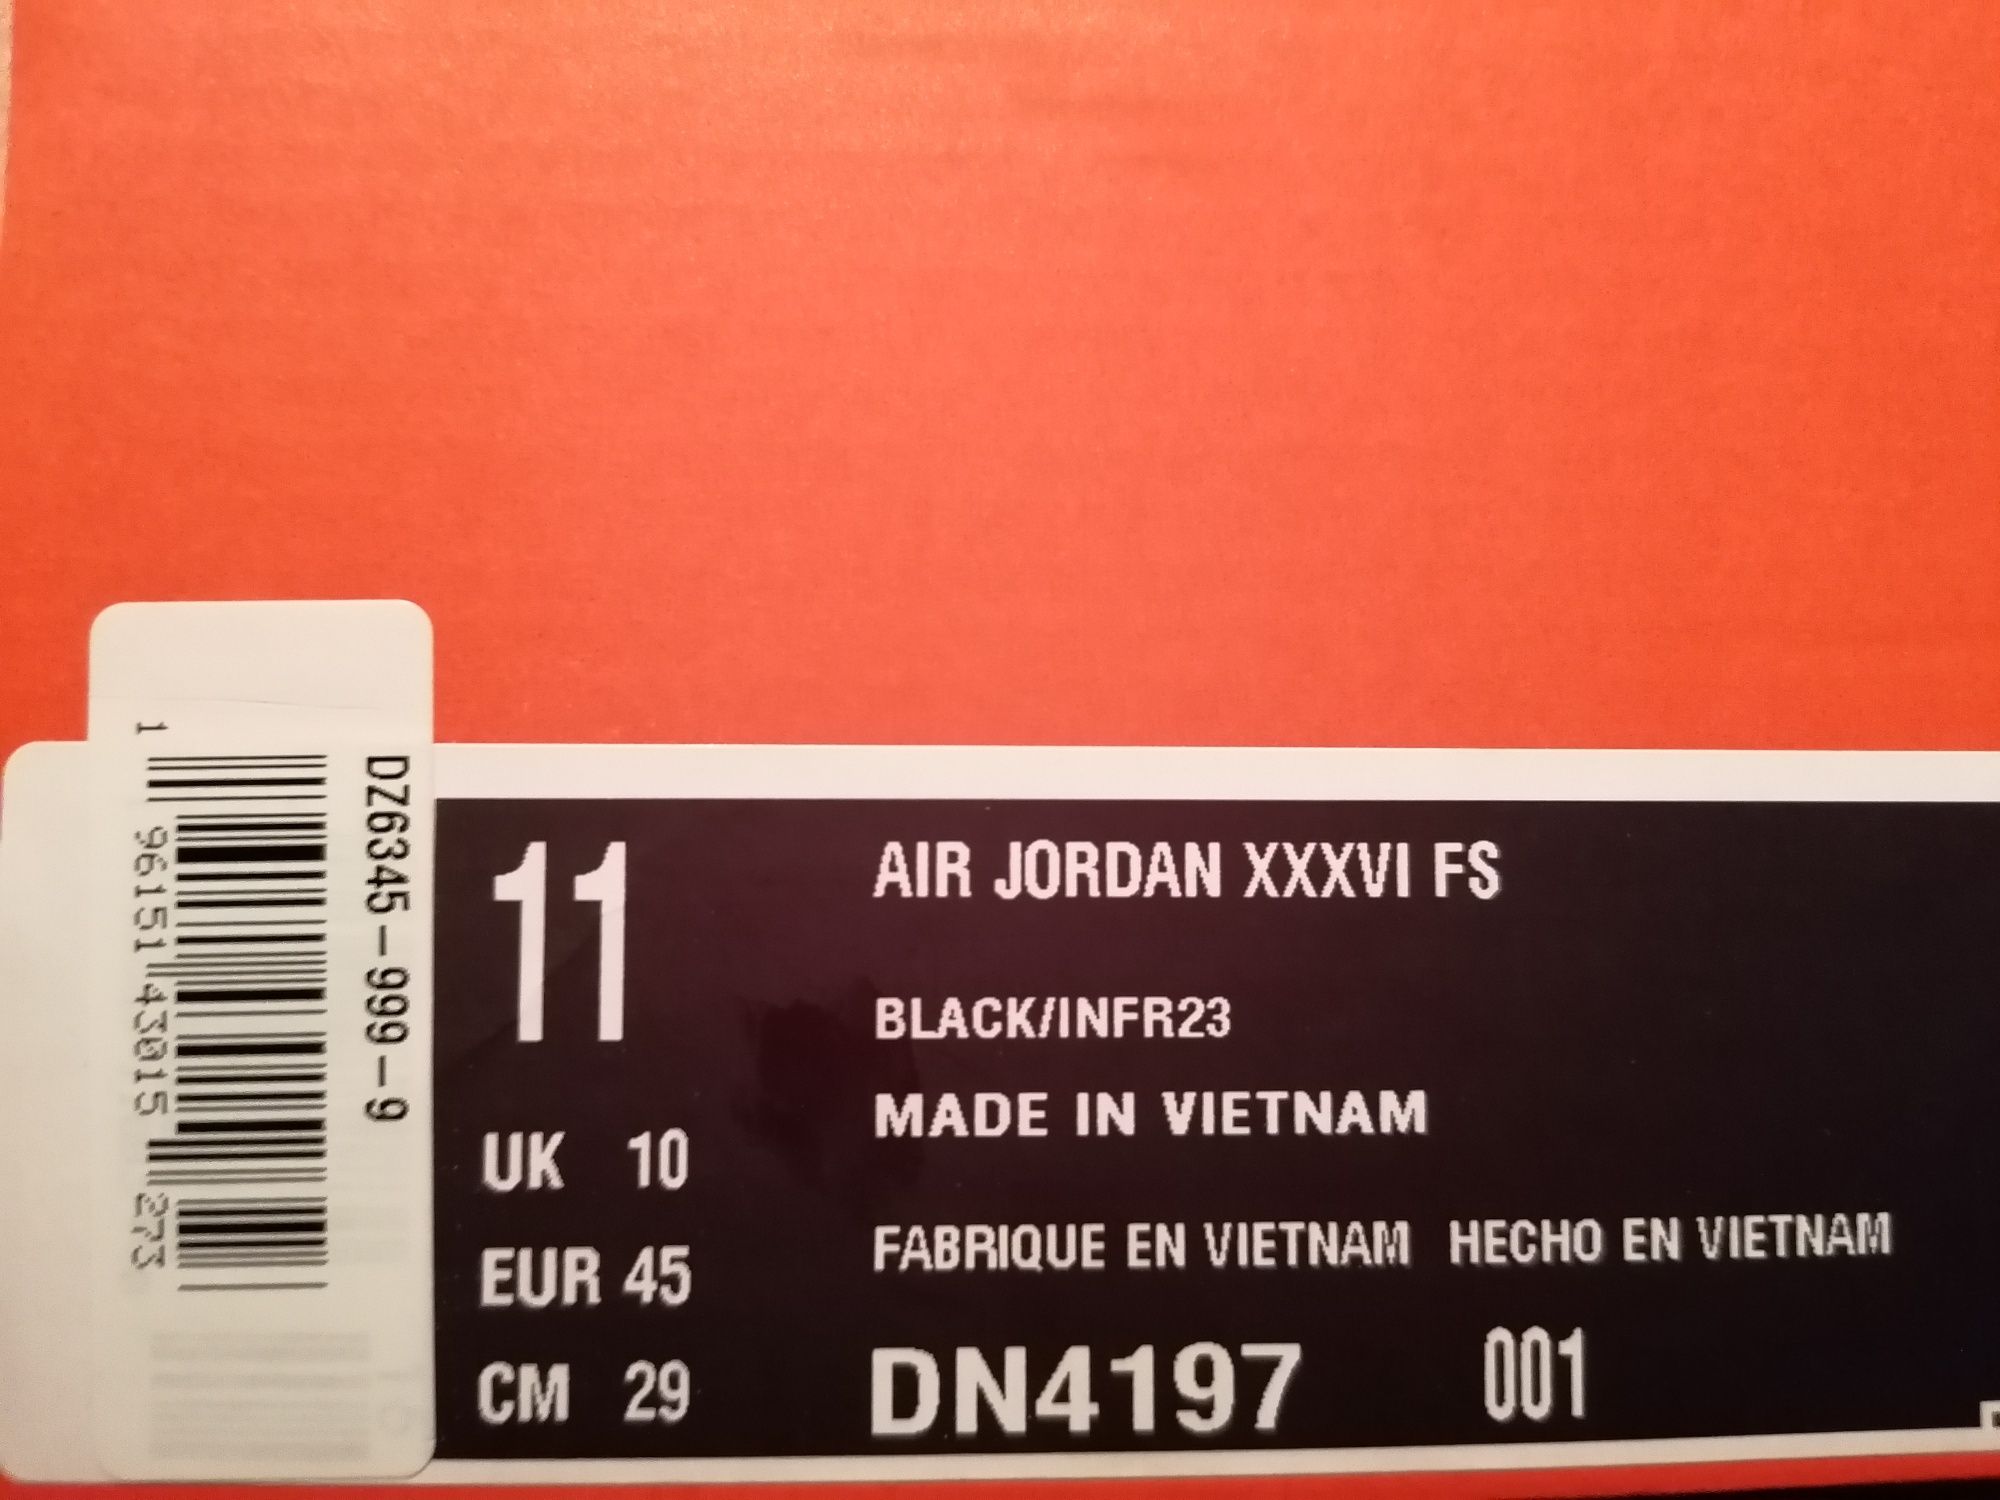 DZ6345-999-9
1 96151 43015 273
11
UK 10
EUR 45
CM 29
AIR JORDAN XXXVI FS
BLACK/INFR23
MADE IN VIETNAM
FABRIQUE EN VIETNAM HECHO EN VIETNAM
DN4197 001